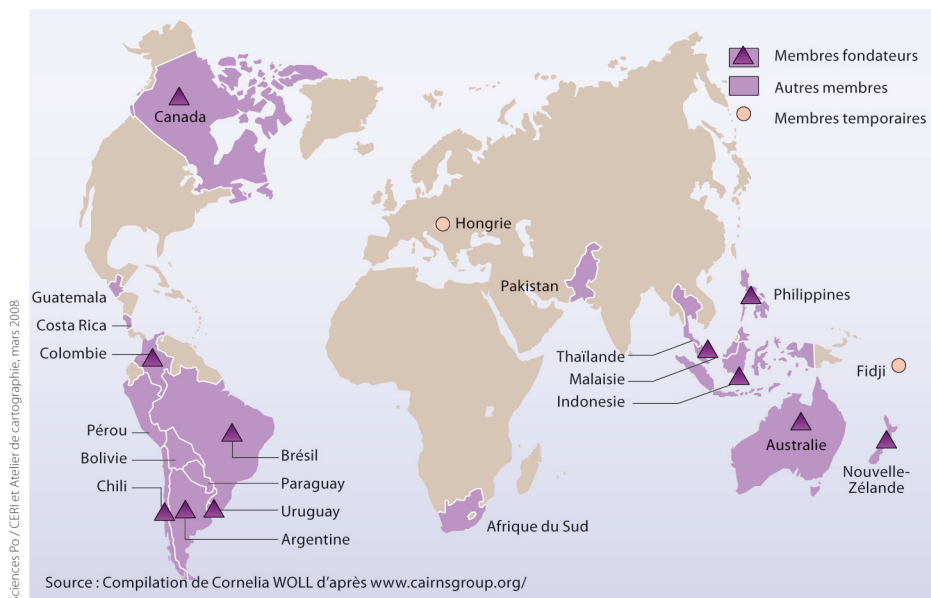 Membres fondateurs
Autres membres
Membres temporaires
Canada
Hongrie
Pakistan
Guatemala
Costa Rica
Colombie
Philippines
Thaïlande
Malaisie
Indonesie
Fidji
Pérou
Bolivie
Chili
Brésil
Paraguay
Uruguay
Argentine
Afrique du Sud
Australie
Nouvelle-
Zélande
Source : Compilation de Cornelia WOLL d'après www.cairnsgroup.org/
Sciences Po / CERI et Atelier de cartographie, mars 2008